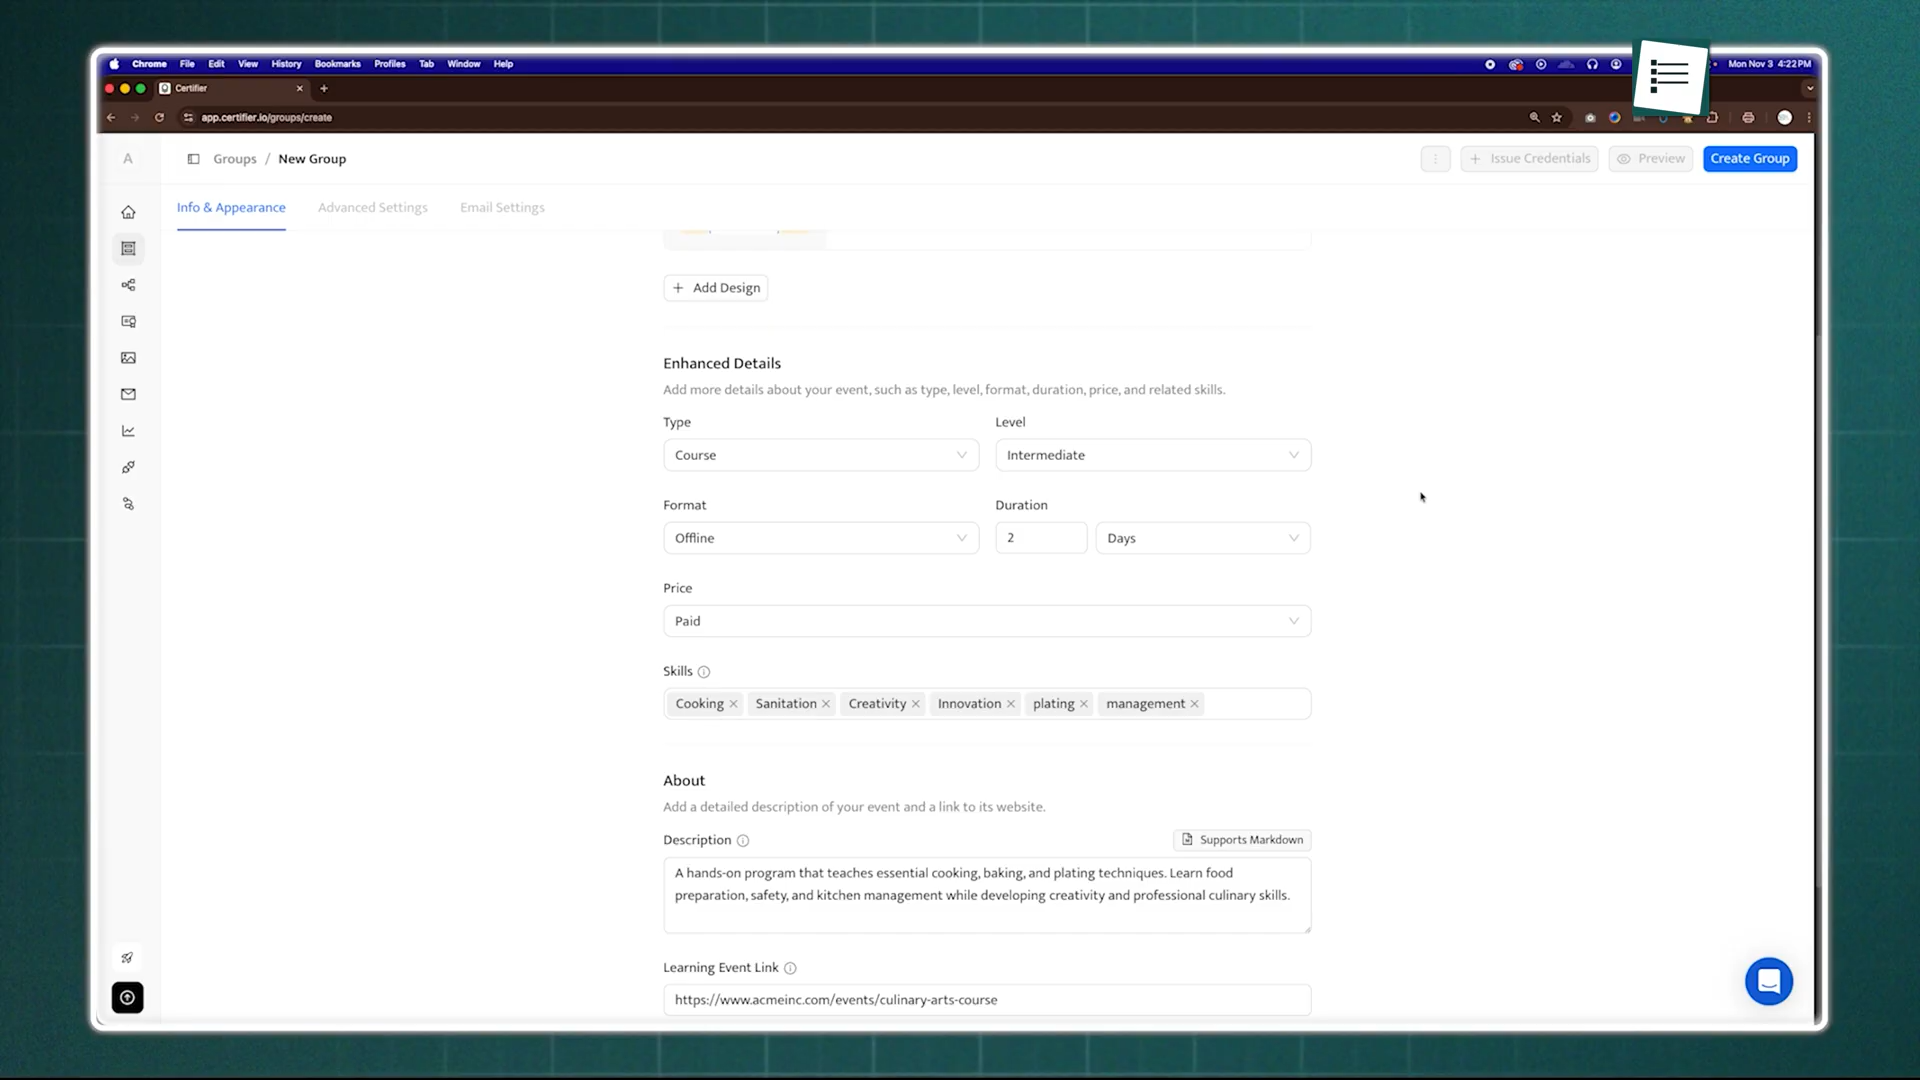 Chrome File Edit View History Bookmarks Profiles Tab Window Help
Mon Nov 3 4:22 PM
Certifier
app.certifier.io/groups/create
A
Groups / New Group
Issue Credentials
Preview
Create Group
Info & Appearance
Advanced Settings
Email Settings
+ Add Design
Enhanced Details
Add more details about your event, such as type, level, format, duration, price, and related skills.
Type
Level
Course
Intermediate
Format
Duration
Offline
2
Days
Price
Paid
Skills
Cooking × Sanitation × Creativity × Innovation × plating × management ×
About
Add a detailed description of your event and a link to its website.
Description
Supports Markdown
A hands-on program that teaches essential cooking, baking, and plating techniques. Learn food
preparation, safety, and kitchen management while developing creativity and professional culinary skills.
Learning Event Link
https://www.acmeinc.com/events/culinary-arts-course